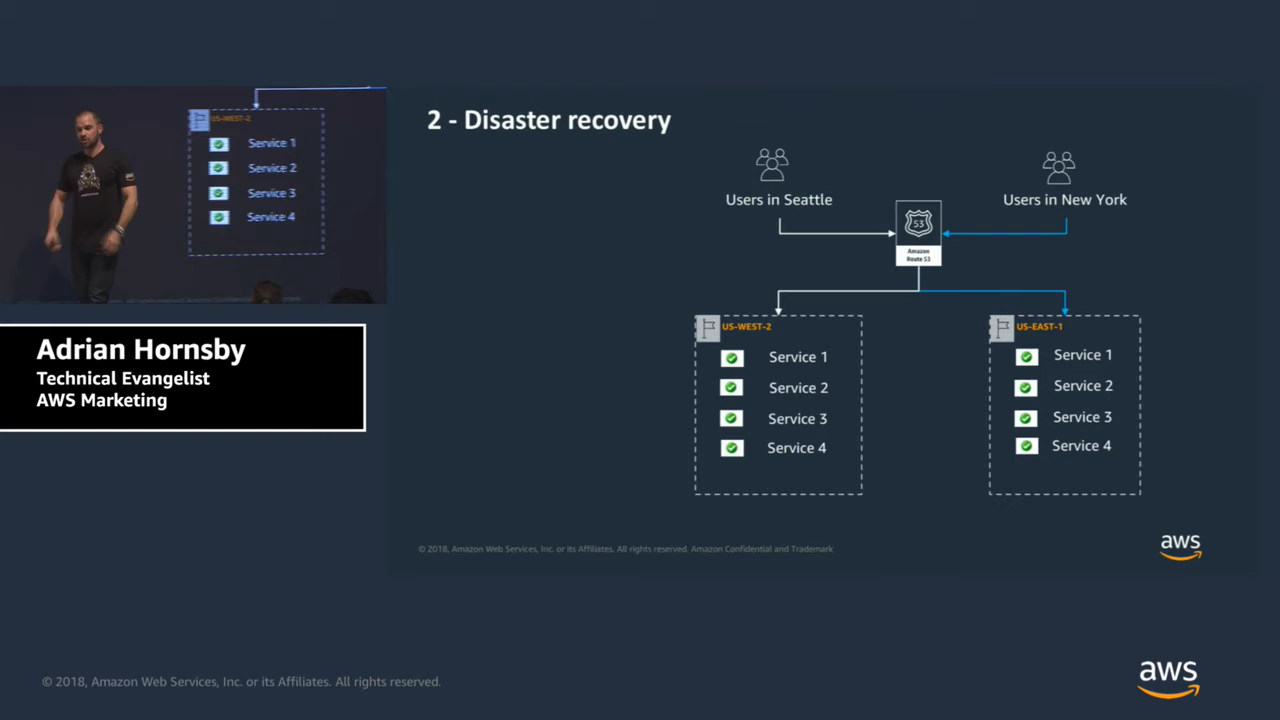 US-WEST-2
Service 1
Service 2
Service 3
Service 4
Adrian Hornsby
Technical Evangelist
AWS Marketing
2 - Disaster recovery
Users in Seattle
Users in New York
53
Amazon
Route 53
US-WEST-2
Service 1
Service 2
Service 3
Service 4
US-EAST-1
Service 1
Service 2
Service 3
Service 4
© 2018, Amazon Web Services, Inc. or its Affiliates. All rights reserved. Amazon Confidential and Trademark
aws
© 2018, Amazon Web Services, Inc. or its Affiliates. All rights reserved.
aws